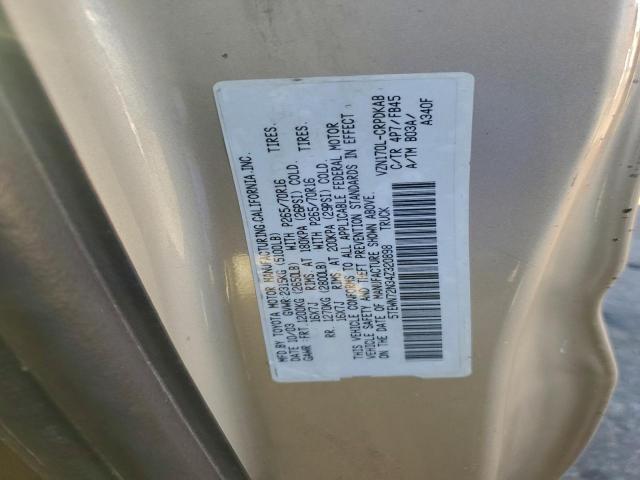 MFD.BY TOYOTA MOTOR MANUFACTURING.CALIFORNIA.INC.
DATE 10/03 GVWR 2315KG (5100LB)
GAWR FRT.1200KG (2650LB) WITH P265/70R16 TIRES.
16X7J RIMS AT 180KPA (26PSI) COLD.
RR. 1270KG (2800LB) WITH P265/70R16 TIRES.
16X7J RIMS AT 200KPA (29PSI) COLD.
THIS VEHICLE CONFORMS TO ALL APPLICABLE FEDERAL MOTOR
VEHICLE SAFETY AND THEFT PREVENTION STANDARDS IN EFFECT
ON THE DATE OF MANUFACTURE SHOWN ABOVE.
5TEWN72N34Z320898 TRUCK
VZN170L-CRPDKAB
C/TR 4P7/FB45
A/TM B03A/
A340F